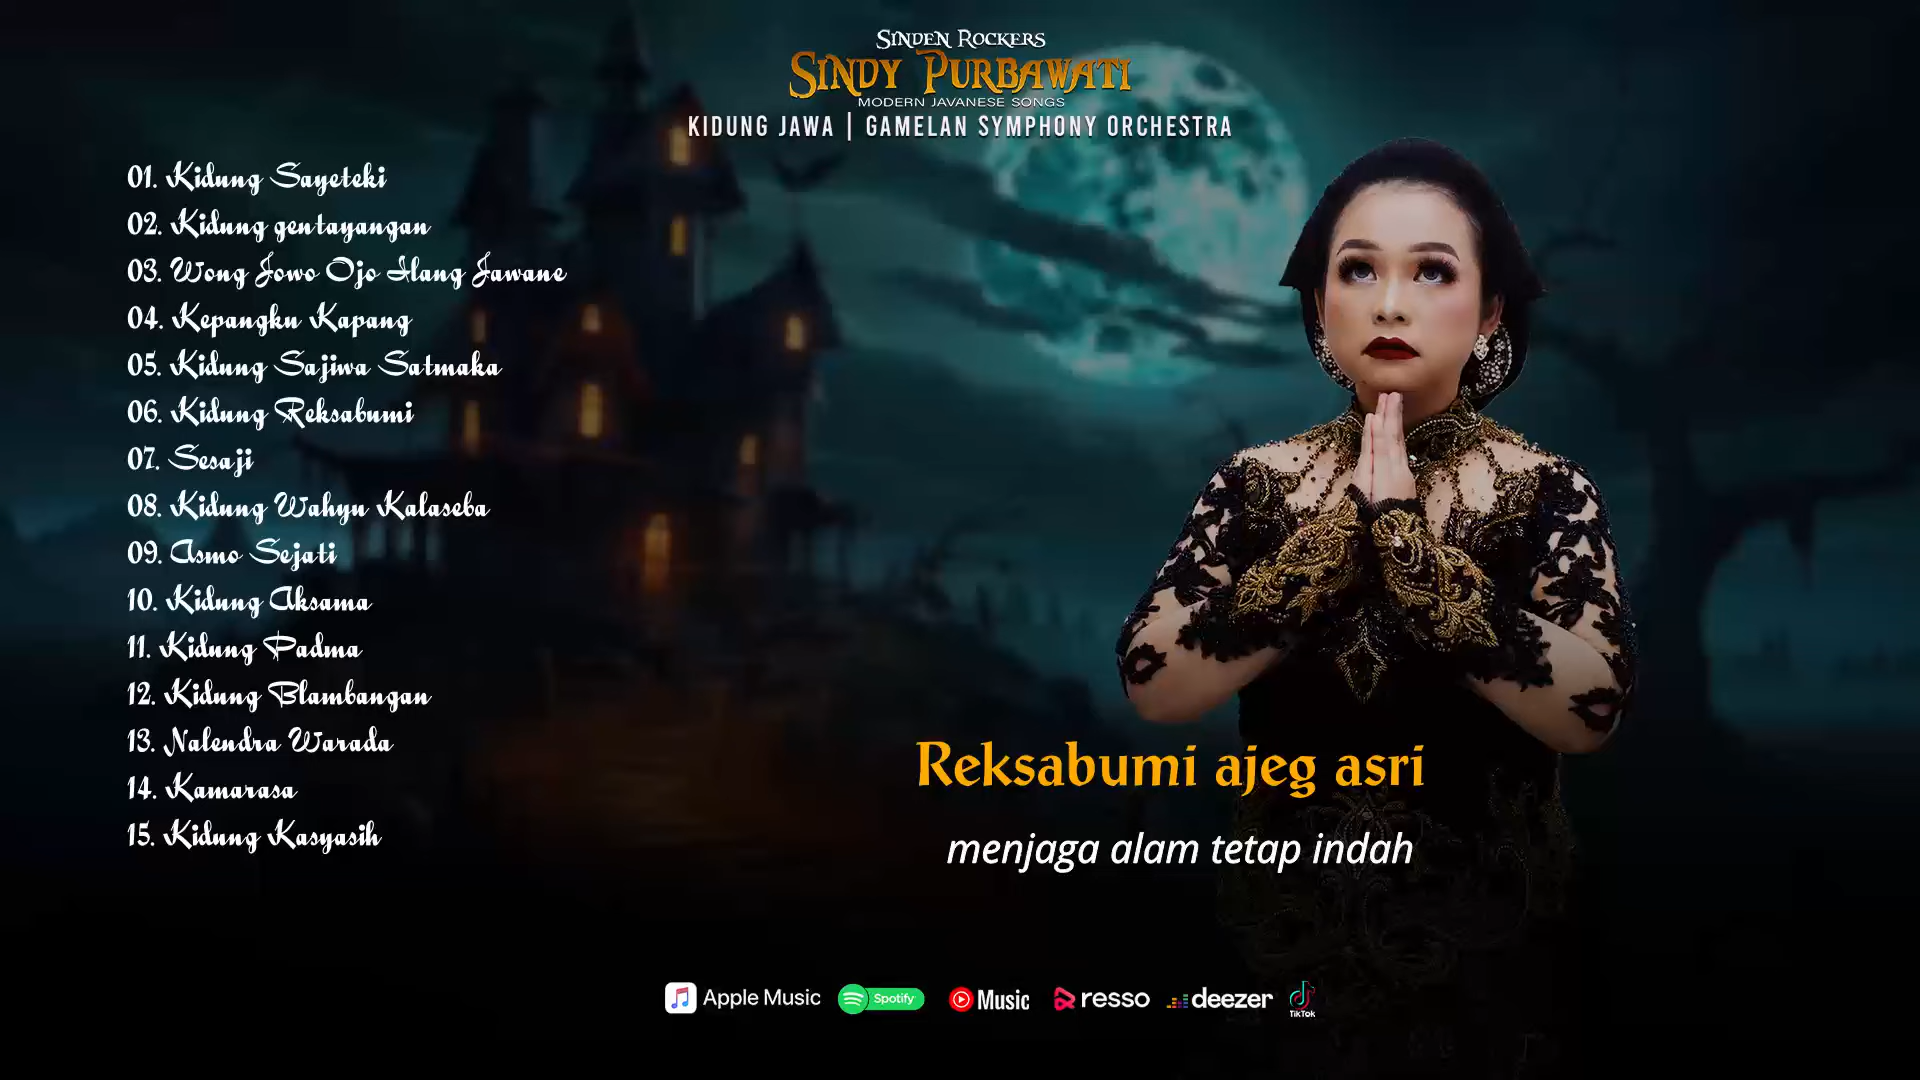 SINDEN ROCKERS
SINDY PURBAWATI
MODERN JAVANESE SONGS
KIDUNG JAWA | GAMELAN SYMPHONY ORCHESTRA
01. Kidung Sayeteki
02. Kidung gentayangan
03. Wong Jowo Ojo Ilang Jawane
04. Kepangku Kapang
05. Kidung Sajiwa Satmaka
06. Kidung Reksabumi
07. Sesaji
08. Kidung Wahyu Kalaseba
09. Asmo Sejati
10. Kidung Aksama
11. Kidung Padma
12. Kidung Blambangan
13. Nalendra Warada
14. Kamarasa
15. Kidung Kasyasih
Reksabumi ajeg asri
menjaga alam tetap indah
Apple Music Spotify Music resso deezer TikTok